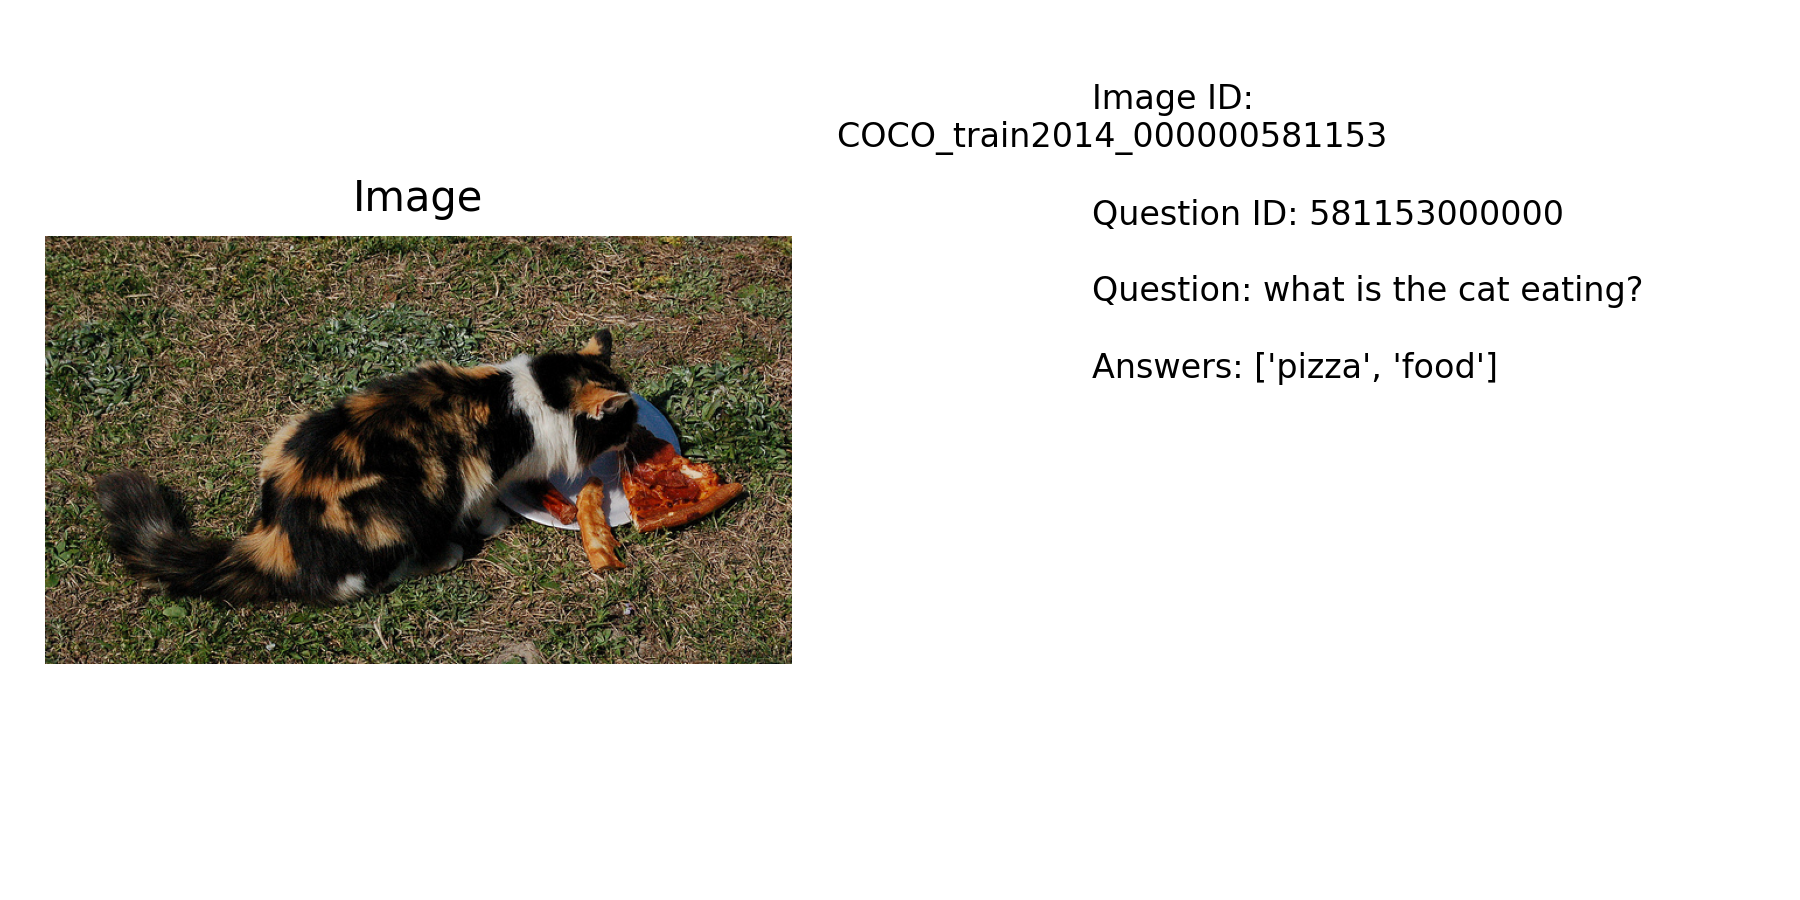 Image
Image ID:
COCO_train2014_000000581153
Question ID: 581153000000
Question: what is the cat eating?
Answers: ['pizza', 'food']